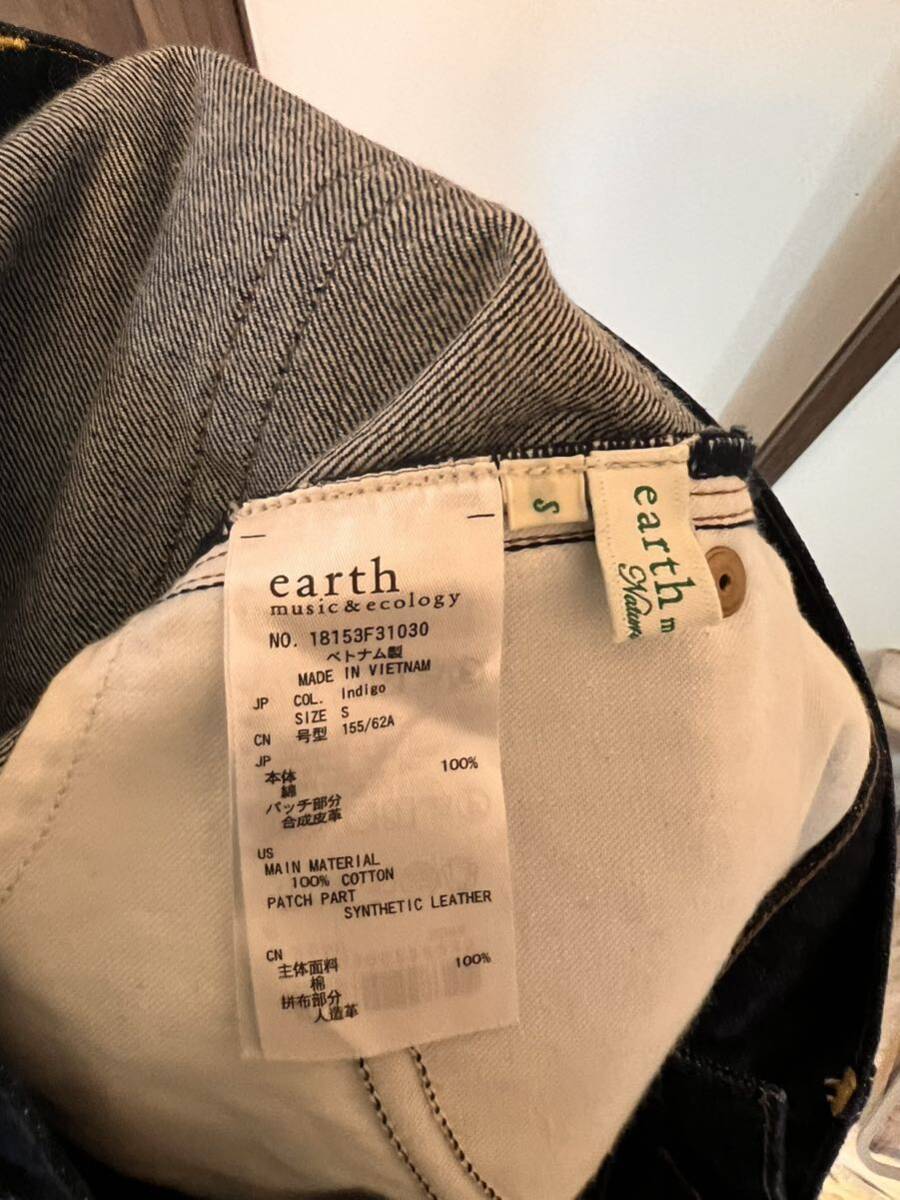 earth
music & ecology
NO. 18153F31030
ベトナム製
MADE IN VIETNAM
JP COL. Indigo
SIZE S
CN 号型 155/62A
JP
本体 100%
綿
パッチ部分
合成皮革
US
MAIN MATERIAL
100% COTTON
PATCH PART
SYNTHETIC LEATHER
CN
主体面料 100%
棉
拼布部分
人造革
S
earth m